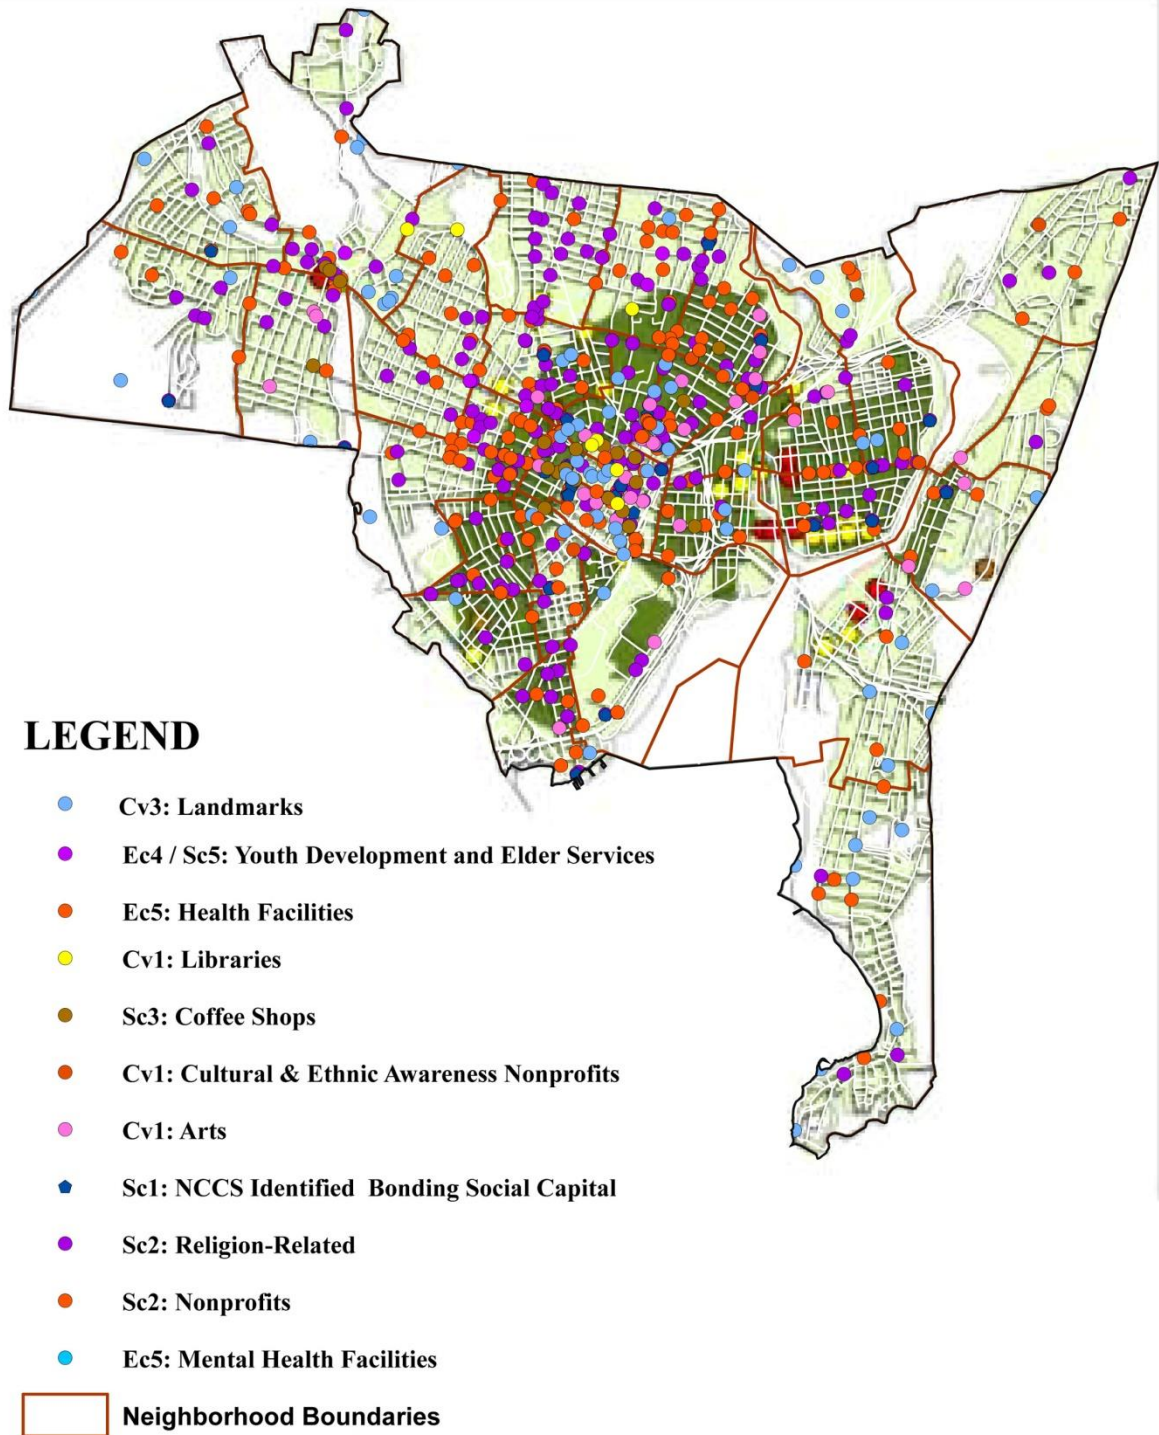 LEGEND
Cv3: Landmarks
Ec4 / Sc5: Youth Development and Elder Services
Ec5: Health Facilities
Cv1: Libraries
Sc3: Coffee Shops
Cv1: Cultural & Ethnic Awareness Nonprofits
Cv1: Arts
Sc1: NCCS Identified Bonding Social Capital
Sc2: Religion-Related
Sc2: Nonprofits
Ec5: Mental Health Facilities
Neighborhood Boundaries